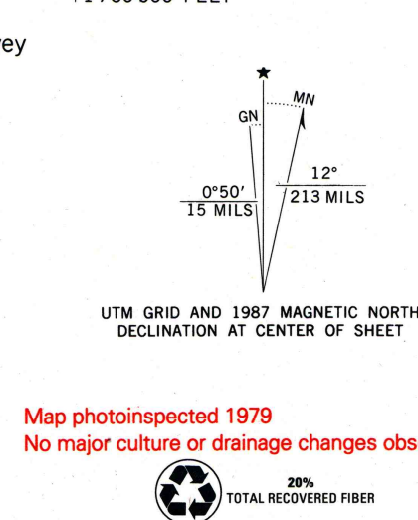 MN
GN
12°
213 MILS
0°50'
15 MILS
UTM GRID AND 1987 MAGNETIC NORTH
DECLINATION AT CENTER OF SHEET
Map photoinspected 1979
No major culture or drainage changes obs
20%
TOTAL RECOVERED FIBER